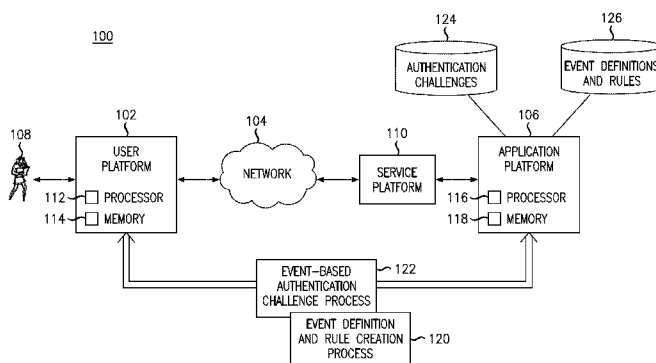 100
124
AUTHENTICATION
CHALLENGES
126
EVENT DEFINITIONS
AND RULES
108
102
USER
PLATFORM
112
PROCESSOR
114
MEMORY
104
NETWORK
110
SERVICE
PLATFORM
106
APPLICATION
PLATFORM
116
PROCESSOR
118
MEMORY
EVENT-BASED
AUTHENTICATION
CHALLENGE PROCESS
122
EVENT DEFINITION
AND RULE CREATION
PROCESS
120